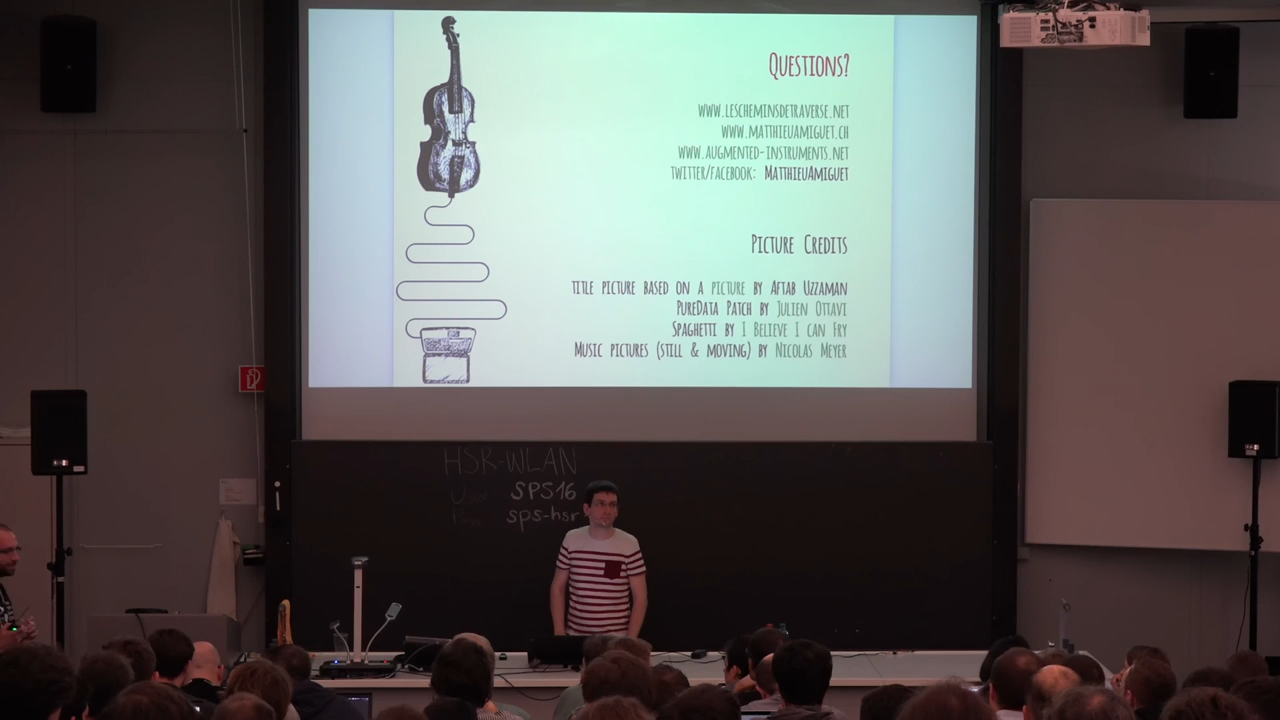 QUESTIONS?
WWW.LESCHEMINSDETRAVERSE.NET
WWW.MATTHIEUAMIGUET.CH
WWW.AUGMENTED-INSTRUMENTS.NET
TWITTER/FACEBOOK: MATTHIEUAMIGUET
PICTURE CREDITS
TITLE PICTURE BASED ON A PICTURE BY AFTAB UZZAMAN
PUREDATA PATCH BY JULIEN OTTAVI
SPAGHETTI BY I BELIEVE I CAN FRY
MUSIC PICTURES (STILL & MOVING) BY NICOLAS MEYER
HSR-WLAN
SPS16
sps-hsr